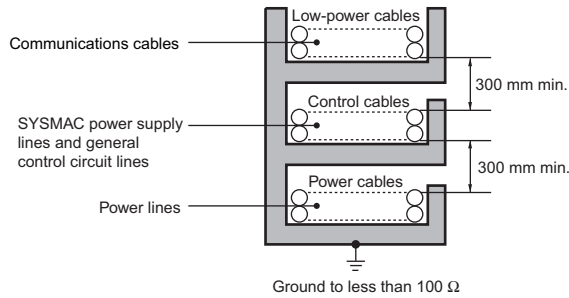 Low-power cables
Communications cables
300 mm min.
Control cables
SYSMAC power supply
lines and general
control circuit lines
300 mm min.
Power cables
Power lines
Ground to less than 100 Ω